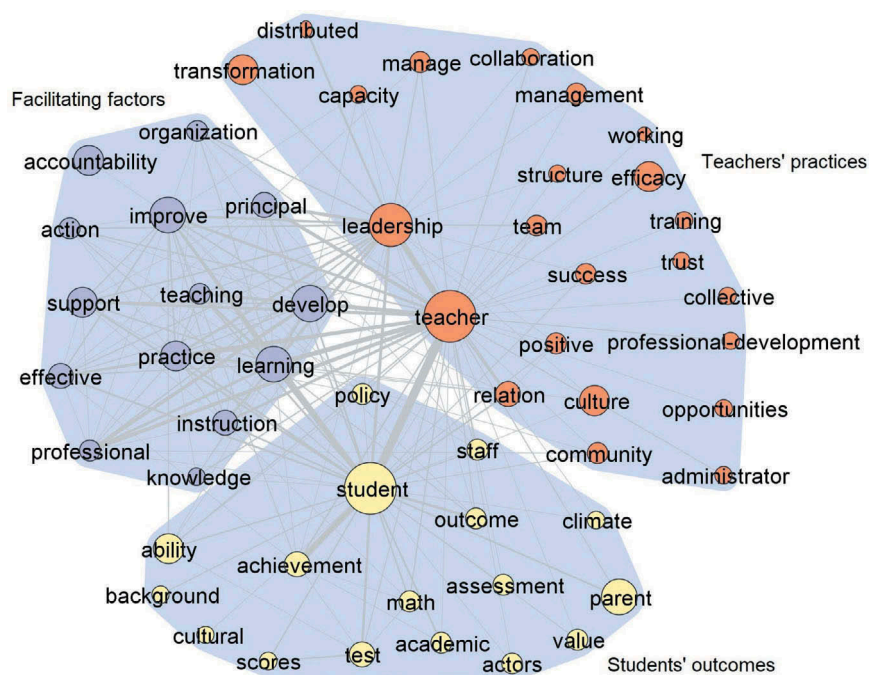 distributed
transformation
manage
collaboration
capacity
management
Facilitating factors
organization
working
accountability
Teachers' practices
structure
efficacy
improve
principal
leadership
training
action
team
trust
success
support
teaching
develop
collective
teacher
practice
positive
professional-development
effective
learning
policy
relation
culture
opportunities
instruction
professional
staff
community
knowledge
administrator
student
outcome
climate
ability
achievement
assessment
background
math
parent
cultural
academic
value
scores
test
actors
Students' outcomes